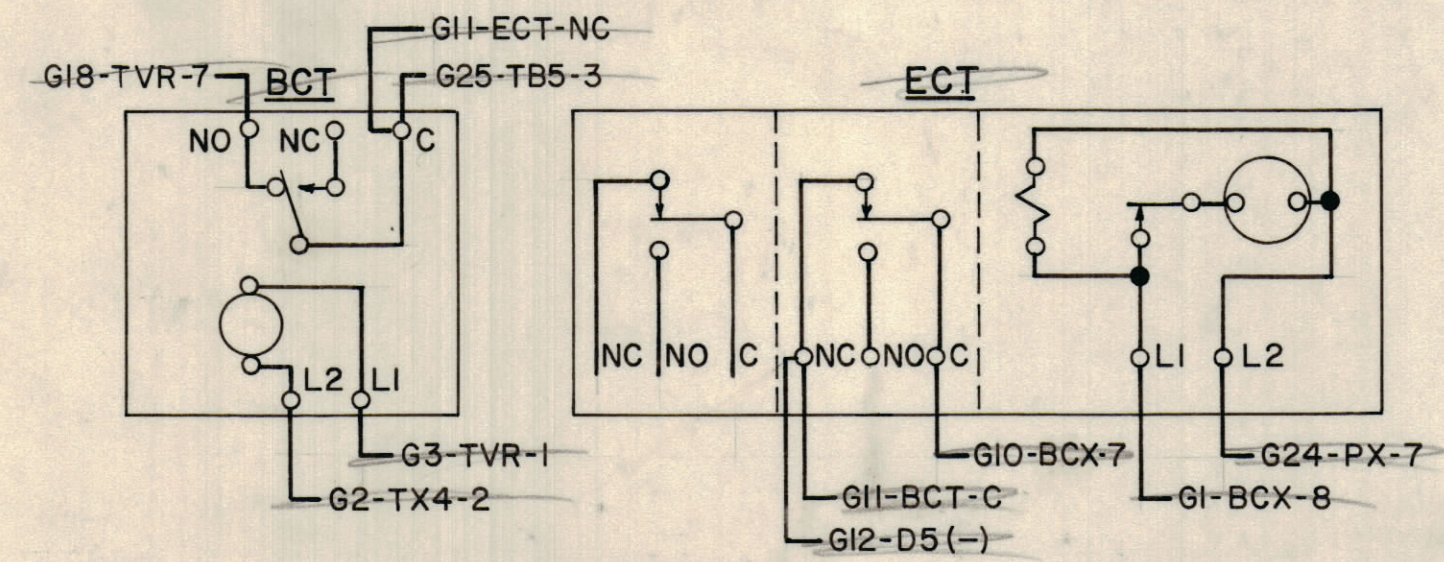 G11-ECT-NC
G18-TVR-7 BCT G25-TB5-3 ECT
NO NC C
L2 L1
NC NO C NC NO C L1 L2
G3-TVR-1 G10-BCX-7 G24-PX-7
G2-TX4-2 G11-BCT-C G1-BCX-8
G12-D5(-)